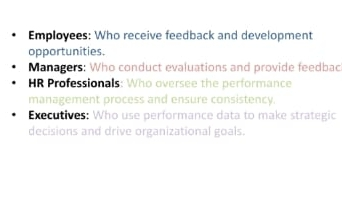 • Employees: Who receive feedback and development
opportunities.
• Managers: Who conduct evaluations and provide feedbac
• HR Professionals: Who oversee the performance
management process and ensure consistency.
• Executives: Who use performance data to make strategic
decisions and drive organizational goals.